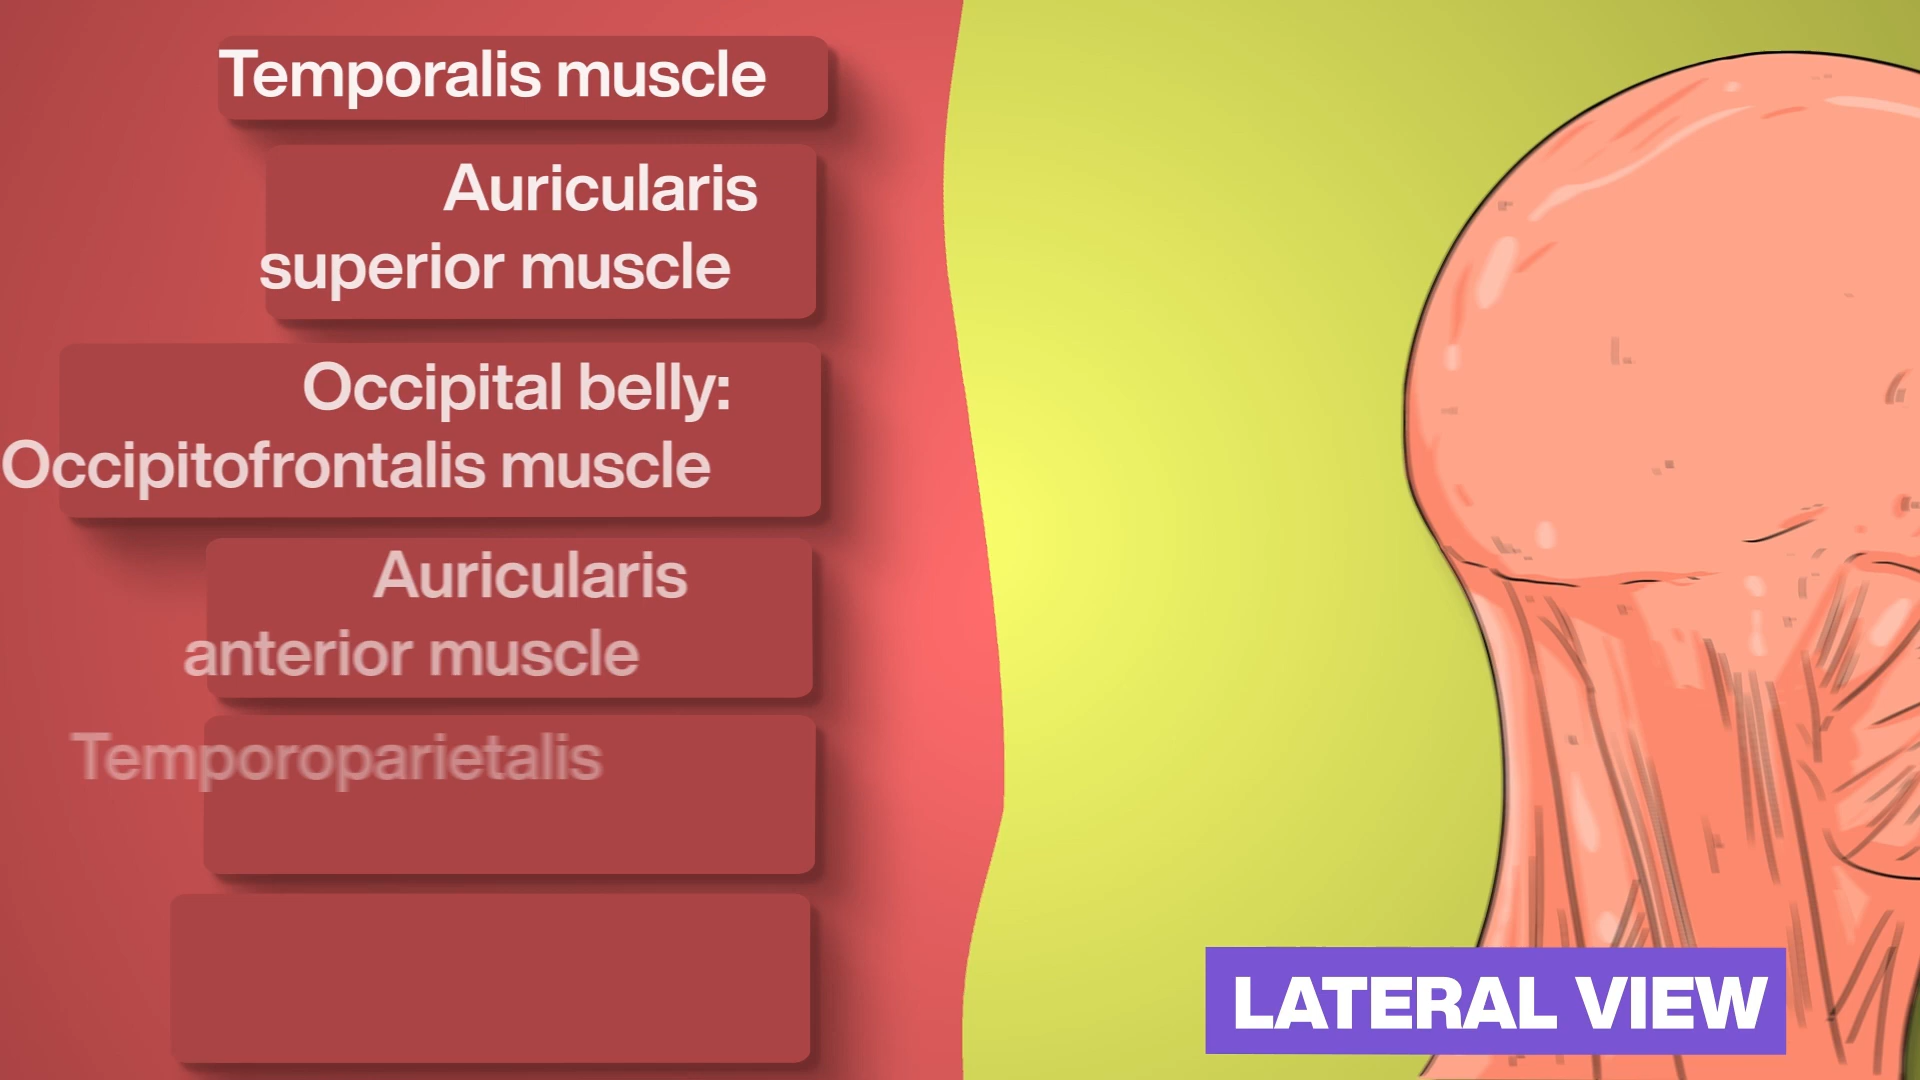 Temporalis muscle
Auricularis
superior muscle
Occipital belly:
Occipitofrontalis muscle
Auricularis
anterior muscle
Temporoparietalis
LATERAL VIEW